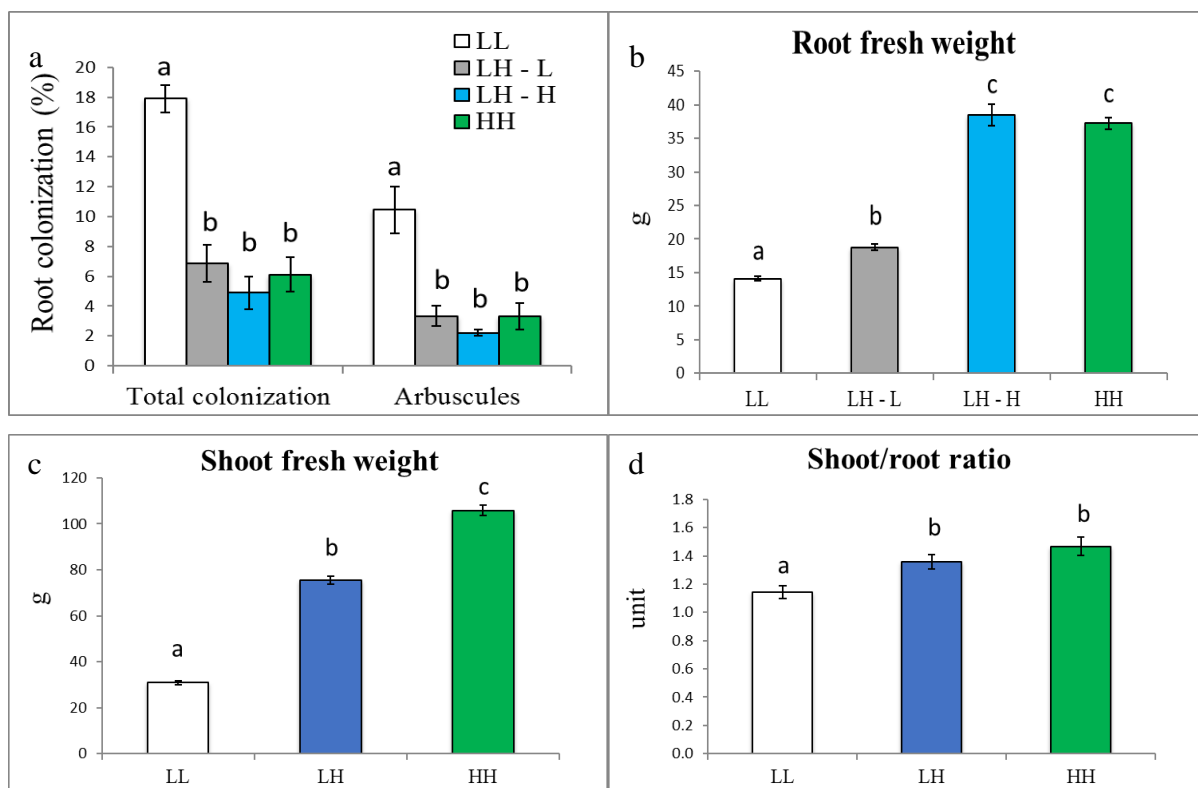 a
LL
LH - L
LH - H
HH
Root colonization (%)
20
18
16
14
12
10
8
6
4
2
0
a
b
b
b
a
b
b
b
Total colonization
Arbuscules
b
Root fresh weight
g
45
40
35
30
25
20
15
10
5
0
a
b
c
c
LL
LH - L
LH - H
HH
c
Shoot fresh weight
g
120
100
80
60
40
20
0
a
b
c
LL
LH
HH
d
Shoot/root ratio
unit
1.8
1.6
1.4
1.2
1.0
0.8
0.6
0.4
0.2
0.0
a
b
b
LL
LH
HH